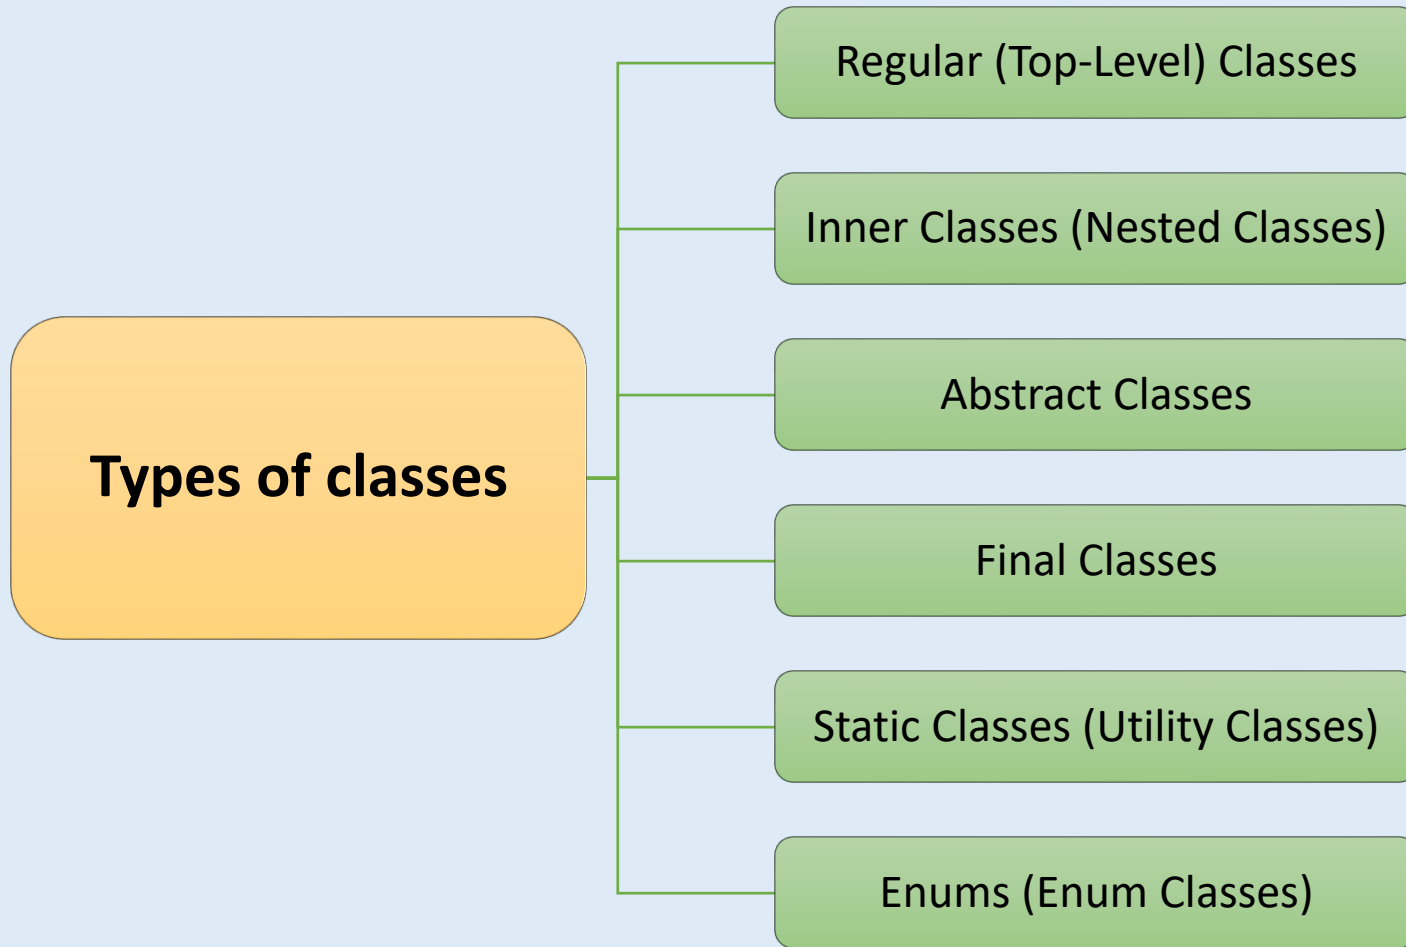 Types of classes
Regular (Top-Level) Classes
Inner Classes (Nested Classes)
Abstract Classes
Final Classes
Static Classes (Utility Classes)
Enums (Enum Classes)